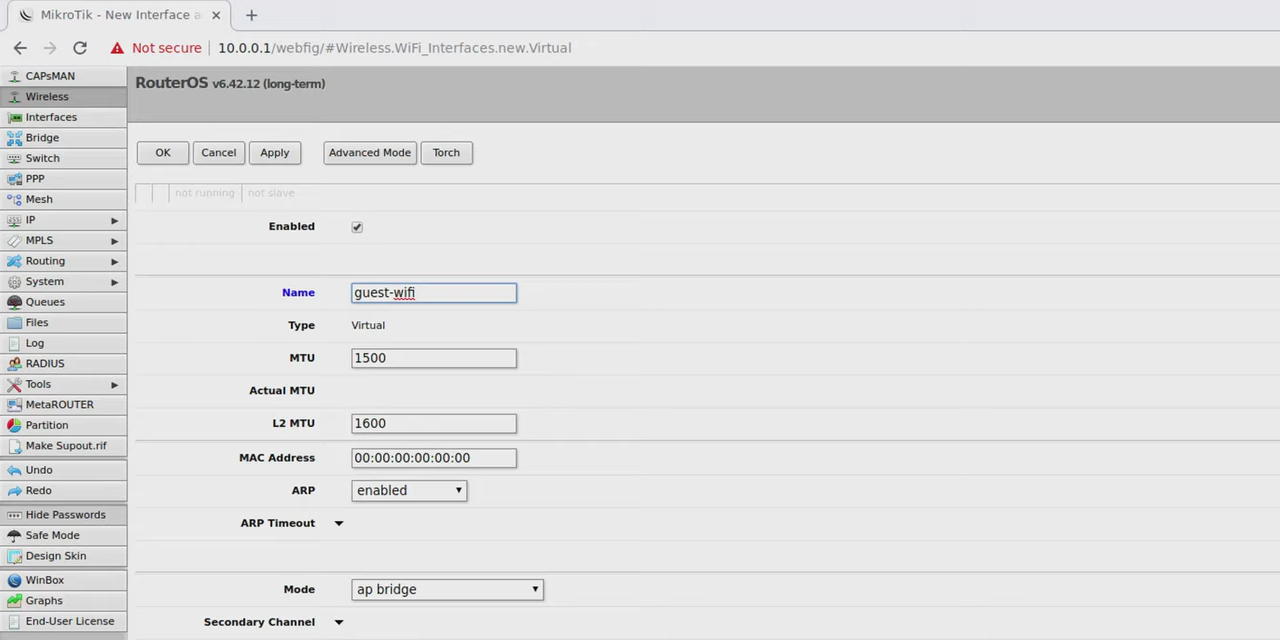 MikroTik - New Interface a
Not secure 10.0.0.1/webfig/#Wireless.WiFi_Interfaces.new.Virtual
CAPsMAN
Wireless
Interfaces
Bridge
Switch
PPP
Mesh
IP
MPLS
Routing
System
Queues
Files
Log
RADIUS
Tools
MetaROUTER
Partition
Make Supout.rif
Undo
Redo
Hide Passwords
Safe Mode
Design Skin
WinBox
Graphs
End-User License
RouterOS v6.42.12 (long-term)
OK Cancel Apply Advanced Mode Torch
not running not slave
Enabled
Name guest-wifi
Type Virtual
MTU 1500
Actual MTU
L2 MTU 1600
MAC Address 00:00:00:00:00:00
ARP enabled
ARP Timeout
Mode ap bridge
Secondary Channel